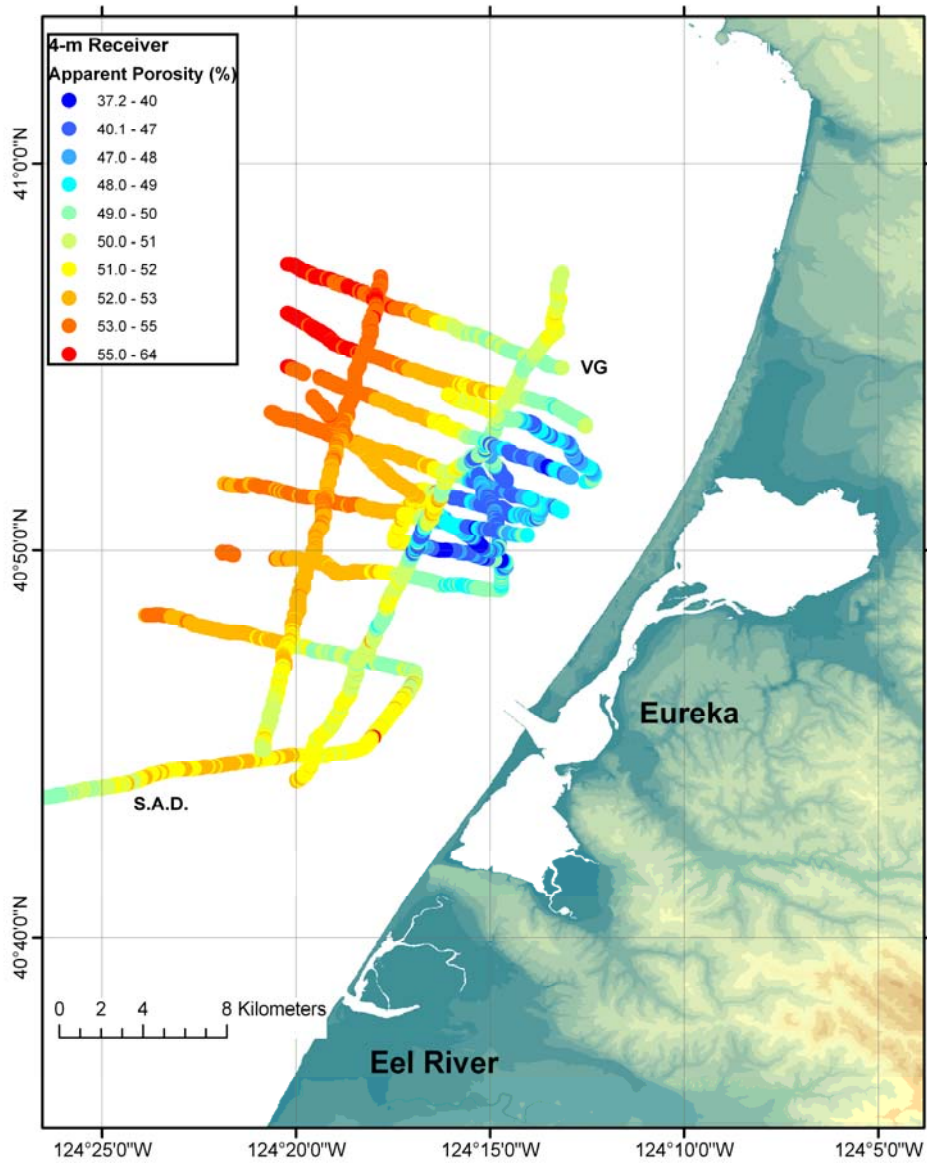 4-m Receiver
Apparent Porosity (%)
37.2 - 40
40.1 - 47
47.0 - 48
48.0 - 49
49.0 - 50
50.0 - 51
51.0 - 52
52.0 - 53
53.0 - 55
55.0 - 64
41°0'0"N
VG
40°50'0"N
Eureka
S.A.D.
40°40'0"N
0 2 4 8 Kilometers
Eel River
124°25'0"W 124°20'0"W 124°15'0"W 124°10'0"W 124°5'0"W